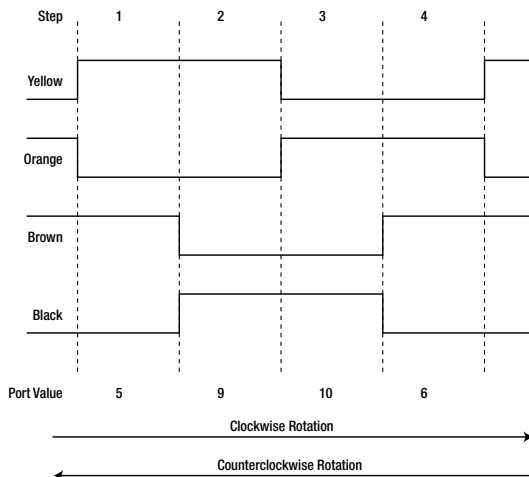 Step 1 2 3 4
Yellow
Orange
Brown
Black
Port Value 5 9 10 6
Clockwise Rotation
Counterclockwise Rotation